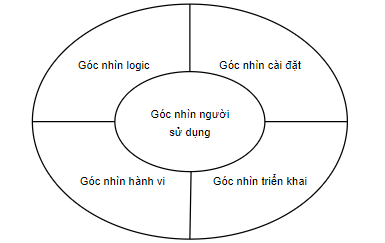 Góc nhìn logic
Góc nhìn cài đặt
Góc nhìn người
sử dụng
Góc nhìn hành vi
Góc nhìn triển khai